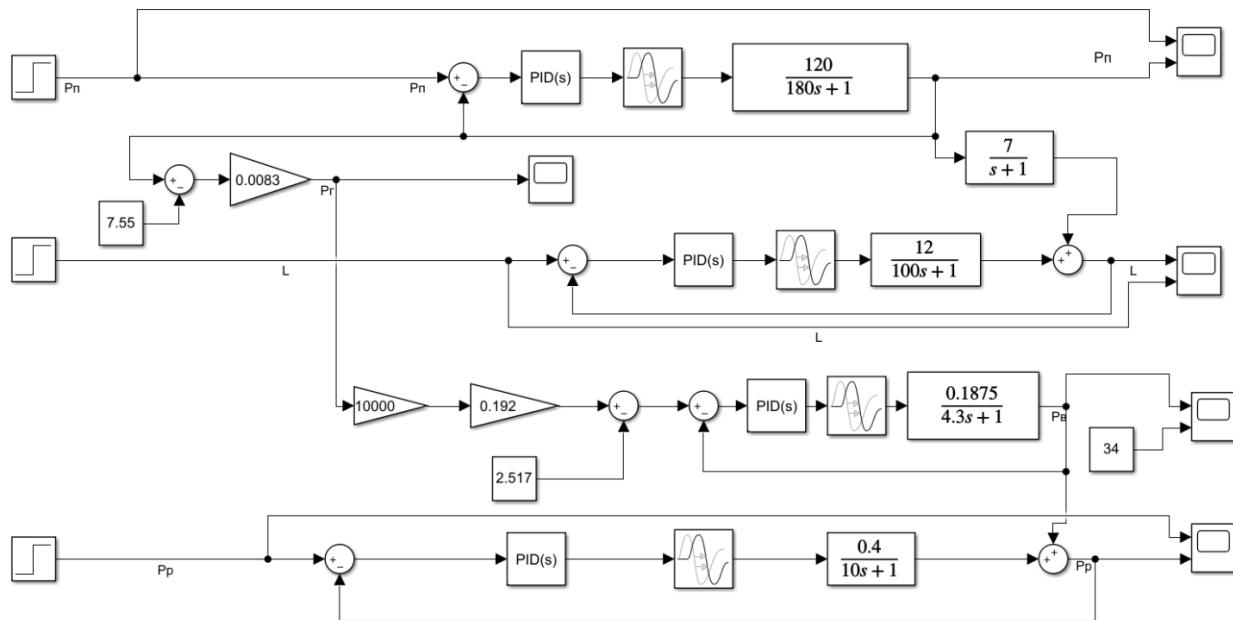 Pп
Pп
+
−
PID(s)
120
180s + 1
Pп
+
−
0.0083
Pг
7.55
7
s + 1
L
+
−
PID(s)
12
100s + 1
+
+
L
L
10000
0.192
+
−
2.517
+
−
PID(s)
0.1875
4.3s + 1
Pв
34
Pр
+
−
PID(s)
0.4
10s + 1
+
+
Pр